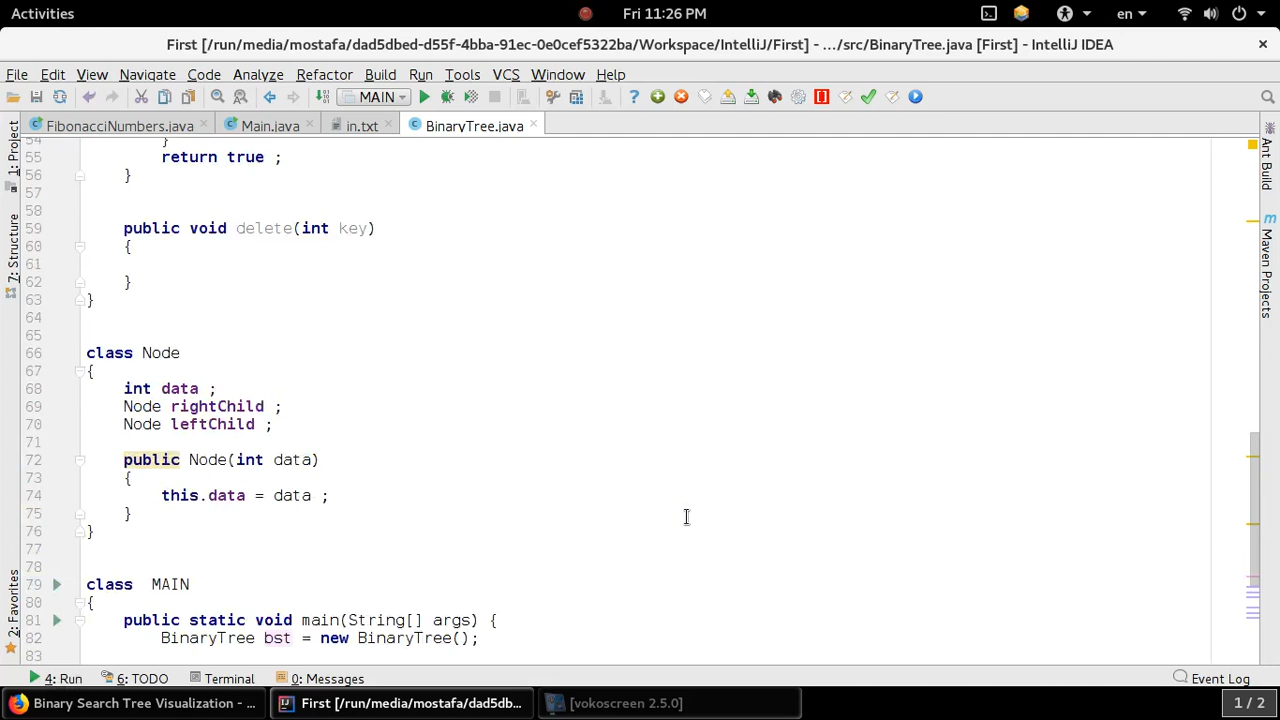 Activities
Fri 11:26 PM
en
First [/run/media/mostafa/dad5dbed-d55f-4bba-91ec-0e0cef5322ba/Workspace/IntelliJ/First] - .../src/BinaryTree.java [First] - IntelliJ IDEA
File Edit View Navigate Code Analyze Refactor Build Run Tools VCS Window Help
MAIN
FibonacciNumbers.java
Main.java
in.txt
BinaryTree.java
1: Project
7: Structure
2: Favorites
Ant Build
Maven Projects
54 }
55 return true ;
56 }
57
58
59 public void delete(int key)
60 {
61
62 }
63 }
64
65
66 class Node
67 {
68 int data ;
69 Node rightChild ;
70 Node leftChild ;
71
72 public Node(int data)
73 {
74 this.data = data ;
75 }
76 }
77
78
79 class MAIN
80 {
81 public static void main(String[] args) {
82 BinaryTree bst = new BinaryTree();
83
4: Run
6: TODO
Terminal
0: Messages
Event Log
Binary Search Tree Visualization - ...
First [/run/media/mostafa/dad5db...
[vokoscreen 2.5.0]
1 / 2